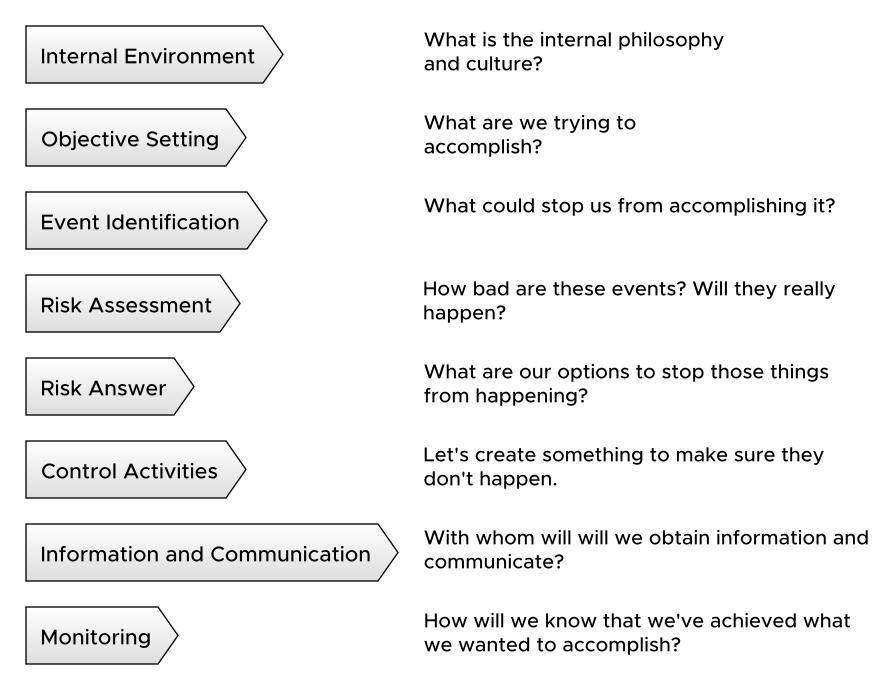 Internal Environment
What is the internal philosophy
and culture?
Objective Setting
What are we trying to
accomplish?
Event Identification
What could stop us from accomplishing it?
Risk Assessment
How bad are these events? Will they really
happen?
Risk Answer
What are our options to stop those things
from happening?
Control Activities
Let's create something to make sure they
don't happen.
Information and Communication
With whom will will we obtain information and
communicate?
Monitoring
How will we know that we've achieved what
we wanted to accomplish?